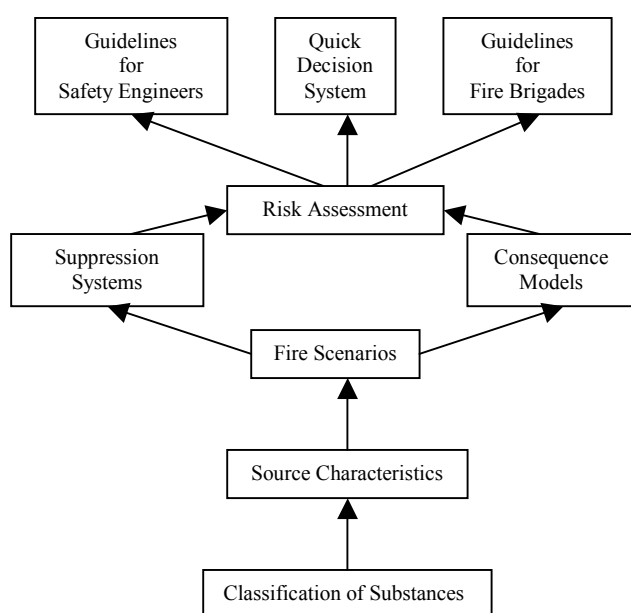 Guidelines
for
Safety Engineers
Quick
Decision
System
Guidelines
for
Fire Brigades
Risk Assessment
Suppression
Systems
Consequence
Models
Fire Scenarios
Source Characteristics
Classification of Substances